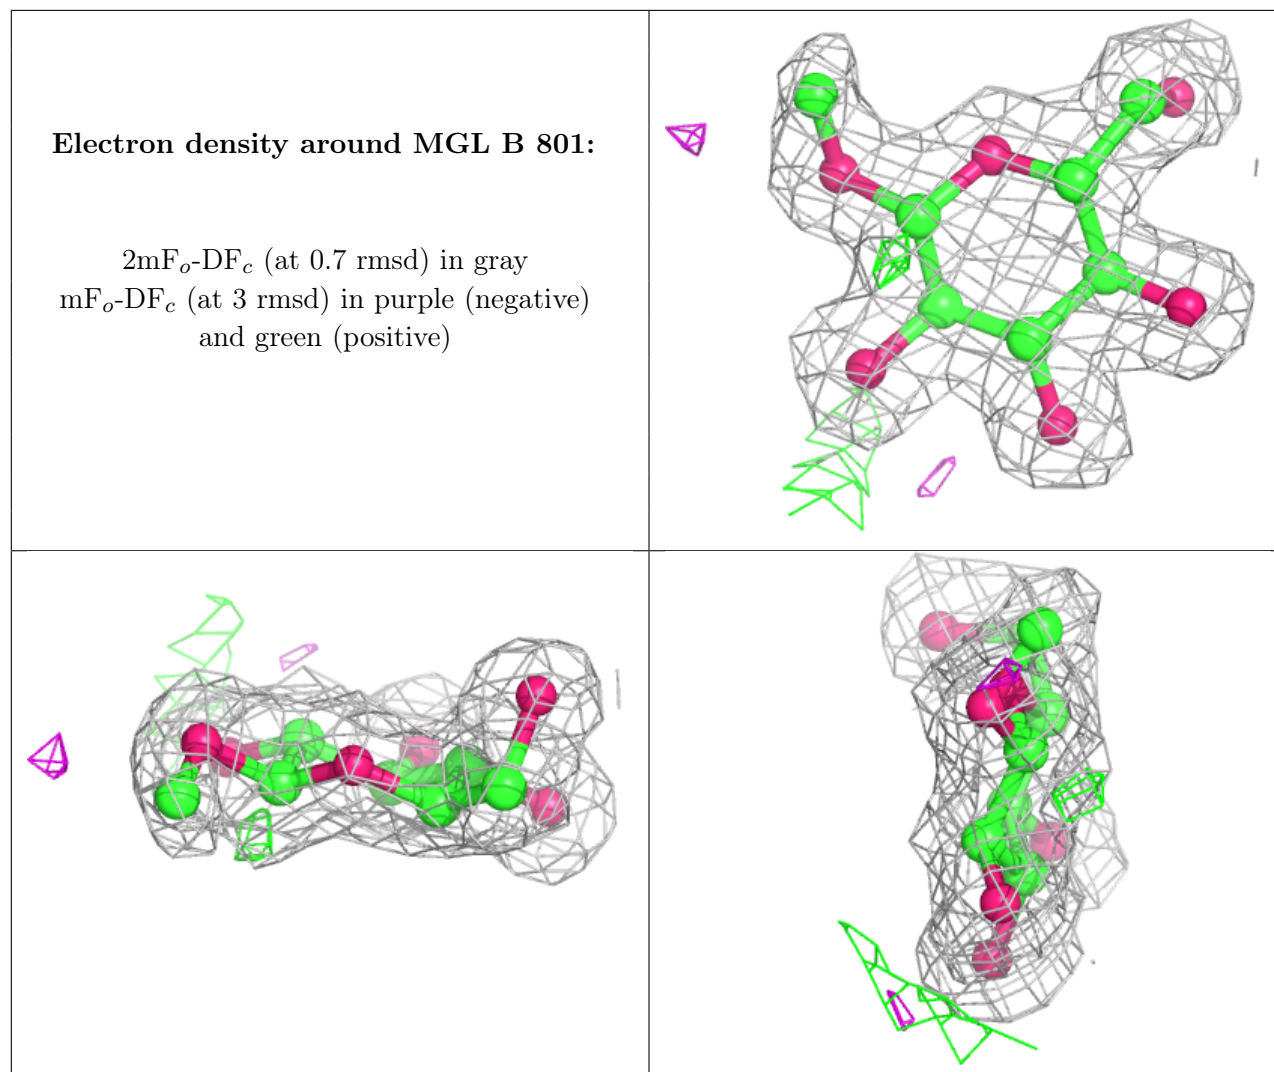 Electron density around MGL B 801:
2mFo-DFc (at 0.7 rmsd) in gray
mFo-DFc (at 3 rmsd) in purple (negative)
and green (positive)